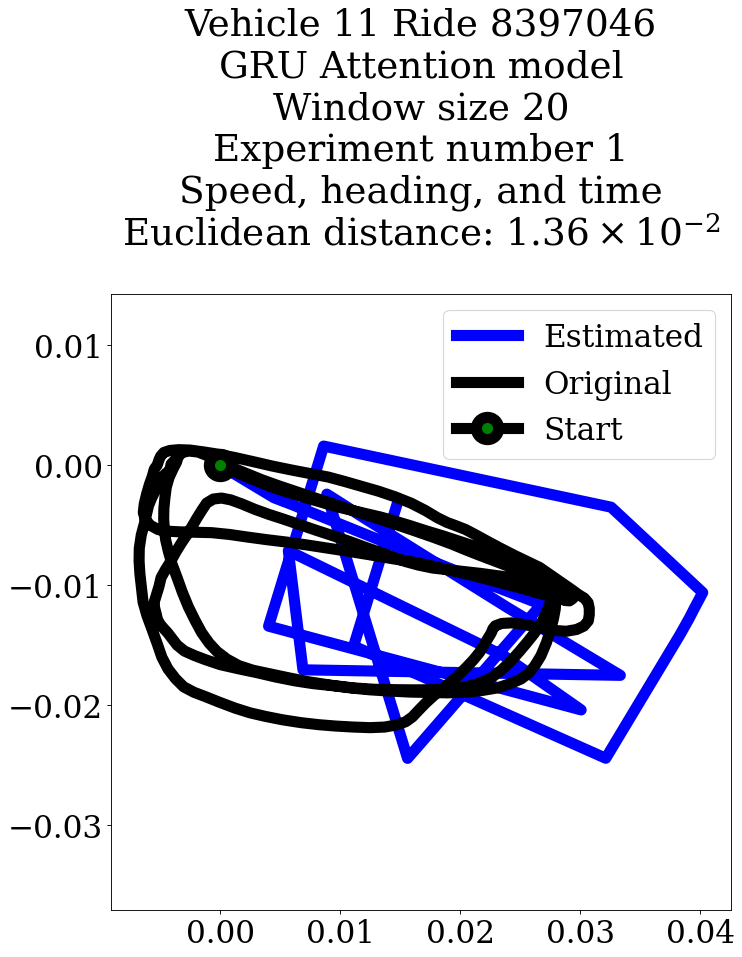 Vehicle 11 Ride 8397046
GRU Attention model
Window size 20
Experiment number 1
Speed, heading, and time
Euclidean distance: 1.36 × 10⁻²
Estimated
Original
Start
0.01
0.00
−0.01
−0.02
−0.03
0.00 0.01 0.02 0.03 0.04